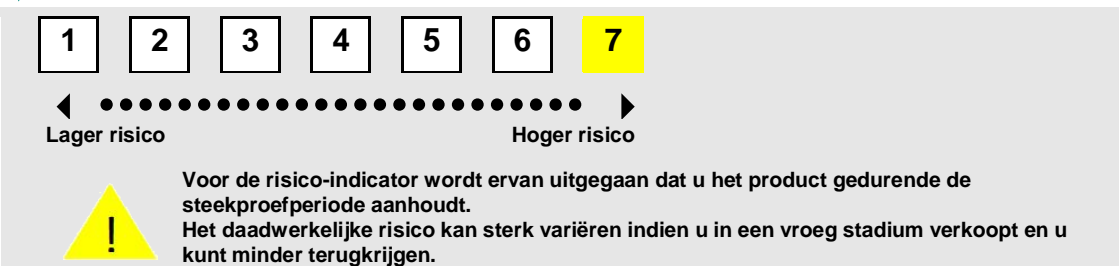 1 2 3 4 5 6 7
Lager risico Hoger risico
!
Voor de risico-indicator wordt ervan uitgegaan dat u het product gedurende de
steekproefperiode aanhoudt.
Het daadwerkelijke risico kan sterk variëren indien u in een vroeg stadium verkoopt en u
kunt minder terugkrijgen.